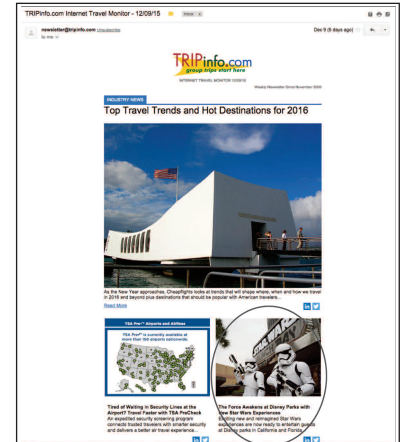 TRIPinfo.com Internet Travel Monitor - 12/09/15
Inbox x
newsletter@tripinfo.com Unsubscribe
Dec 9 (6 days ago)
to me
TRIPinfo.com
group trips start here
INTERNET TRAVEL MONITOR 12/09/15
Weekly Newsletter Since November 2000
INDUSTRY NEWS
Top Travel Trends and Hot Destinations for 2016
As the New Year approaches, Cheapflights looks at trends that will shape where, when and how we travel
in 2016 and beyond plus destinations that should be popular with American travelers...
Read More
TSA Pre✓® Airports and Airlines
TSA Pre✓® is currently available at
more than 150 airports nationwide.
STAR WARS
Tired of Waiting in Security Lines at the
Airport? Travel Faster with TSA PreCheck
An expedited security screening program
connects trusted travelers with smarter security
and delivers a better air travel experience...
The Force Awakens at Disney Parks with
New Star Wars Experiences
Exciting new and reimagined Star Wars
experiences are now ready to entertain guests
at Disney parks in California and Florida...